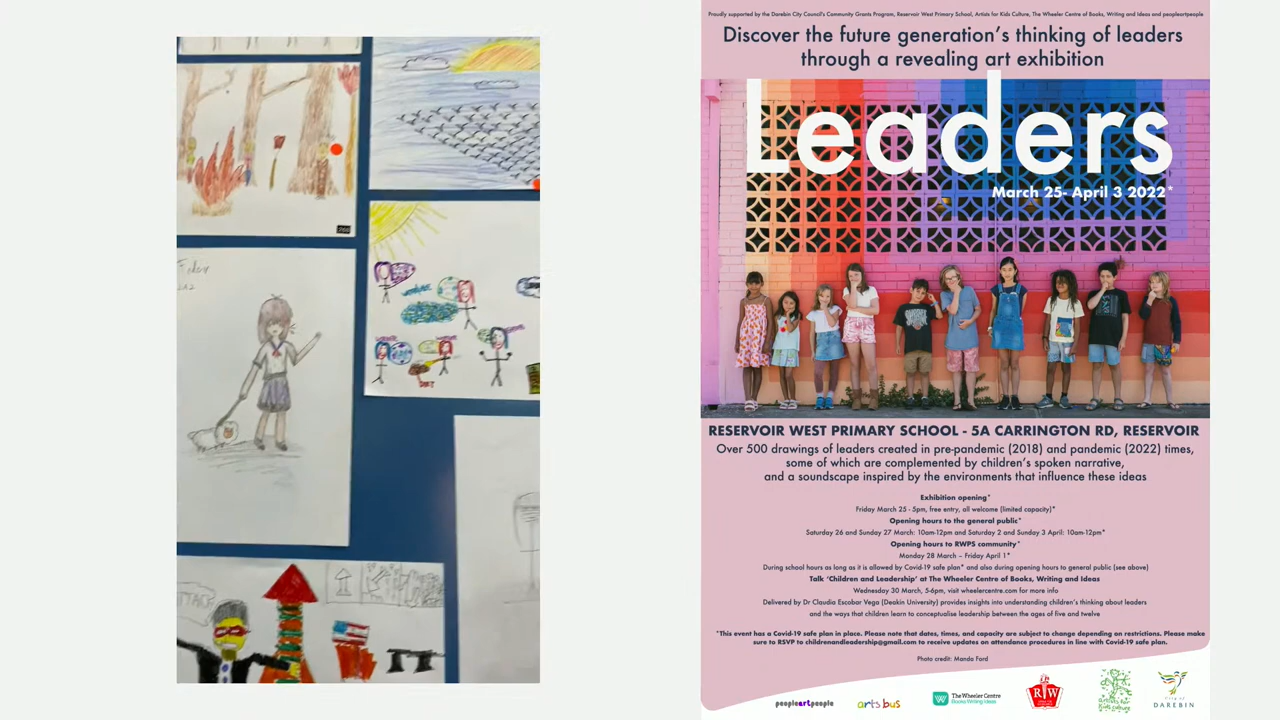 Proudly supported by the Darebin City Council's Community Grants Program, Reservoir West Primary School, Artists for Kids Culture, The Wheeler Centre of Books, Writing and Ideas and peopleartpeople
Discover the future generation's thinking of leaders
through a revealing art exhibition
Leaders
March 25- April 3 2022*
RESERVOIR WEST PRIMARY SCHOOL - 5A CARRINGTON RD, RESERVOIR
Over 500 drawings of leaders created in pre-pandemic (2018) and pandemic (2022) times,
some of which are complemented by children's spoken narrative,
and a soundscape inspired by the environments that influence these ideas
Exhibition opening*
Friday March 25 - 5pm, free entry, all welcome (limited capacity)*
Opening hours to the general public*
Saturday 26 and Sunday 27 March: 10am-12pm and Saturday 2 and Sunday 3 April: 10am-12pm*
Opening hours to RWPS community*
Monday 28 March – Friday April 1*
During school hours as long as it is allowed by Covid-19 safe plan* and also during opening hours to general public (see above)
Talk 'Children and Leadership' at The Wheeler Centre of Books, Writing and Ideas
Wednesday 30 March, 5-6pm, visit wheelercentre.com for more info
Delivered by Dr Claudia Escobar Vega (Deakin University) provides insights into understanding children's thinking about leaders
and the ways that children learn to conceptualise leadership between the ages of five and twelve
*This event has a Covid-19 safe plan in place. Please note that dates, times, and capacity are subject to change depending on restrictions. Please make
sure to RSVP to childrenandleadership@gmail.com to receive updates on attendance procedures in line with Covid-19 safe plan.
Photo credit: Manda Ford
peopleartpeople
arts bus
The Wheeler Centre
Books Writing Ideas
RW
Artists for
Kids Culture
City of
DAREBIN